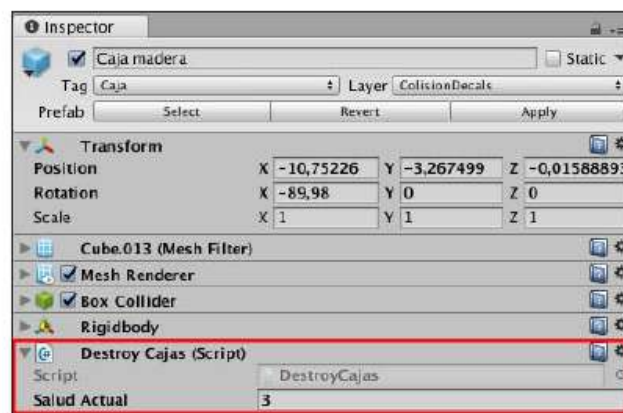 Inspector
Caja madera Static
Tag Caja Layer ColisionDecals
Prefab Select Revert Apply
Transform
Position X -10,75226 Y -3,267499 Z -0,01588893
Rotation X -89,98 Y 0 Z 0
Scale X 1 Y 1 Z 1
Cube.013 (Mesh Filter)
Mesh Renderer
Box Collider
Rigidbody
Destroy Cajas (Script)
Script DestroyCajas
Salud Actual 3